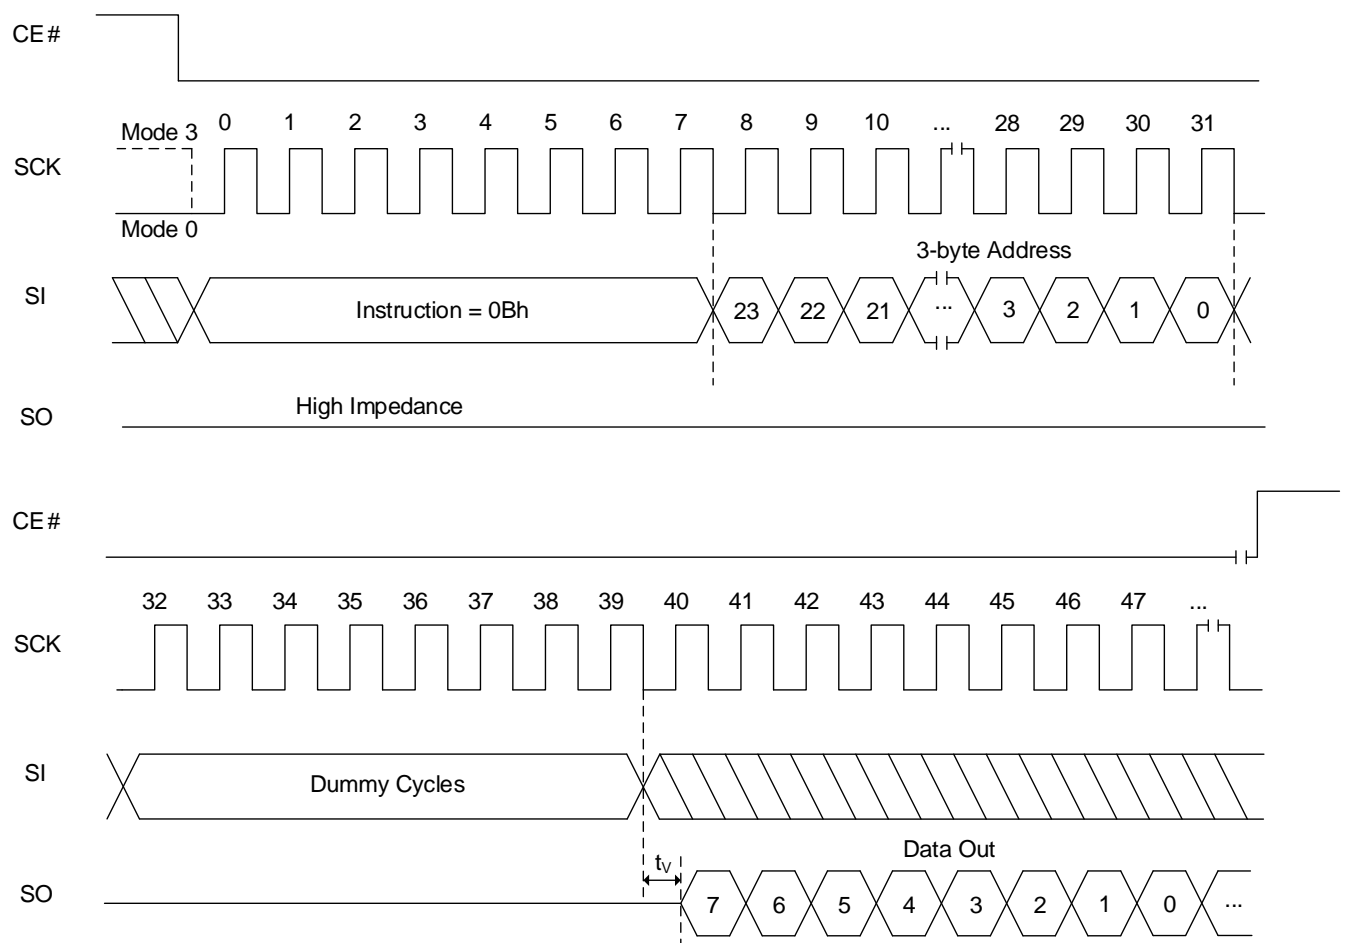 CE#
Mode 3 0 1 2 3 4 5 6 7 8 9 10 ... 28 29 30 31
SCK
Mode 0
3-byte Address
SI Instruction = 0Bh 23 22 21 ... 3 2 1 0
High Impedance
SO
CE#
32 33 34 35 36 37 38 39 40 41 42 43 44 45 46 47 ...
SCK
SI Dummy Cycles
Data Out
tV
SO 7 6 5 4 3 2 1 0 ...